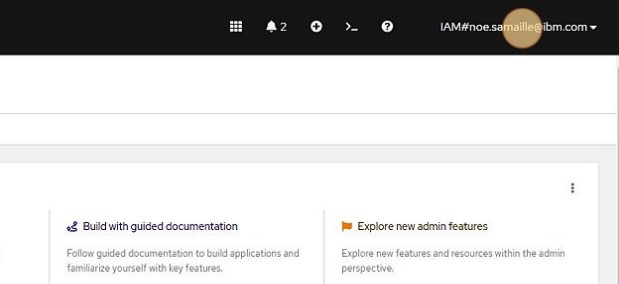 2
IAM#noe.samaille@ibm.com
Build with guided documentation
Explore new admin features
Follow guided documentation to build applications and
familiarize yourself with key features.
Explore new features and resources within the admin
perspective.